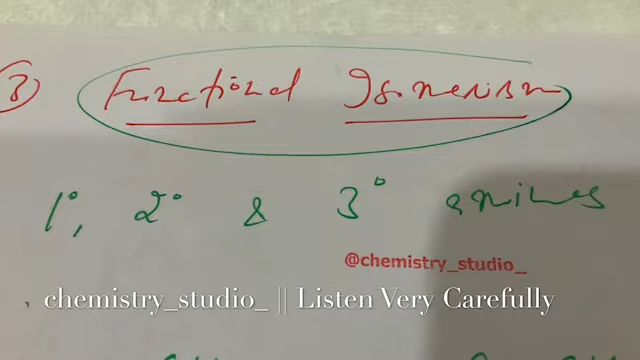 3) Functional Isomerism
1°, 2° & 3° amines
@chemistry_studio_
chemistry_studio_ || Listen Very Carefully